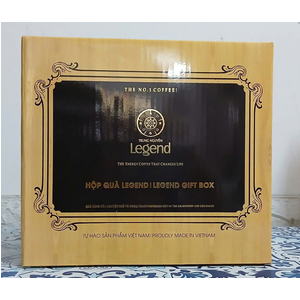 THE NO.1 COFFEE!
TRUNG NGUYÊN
Legend
THE ENERGY COFFEE THAT CHANGES LIFE
HỘP QUÀ LEGEND | LEGEND GIFT BOX
TỰ HÀO SẢN PHẨM VIỆT NAM | PROUDLY MADE IN VIETNAM